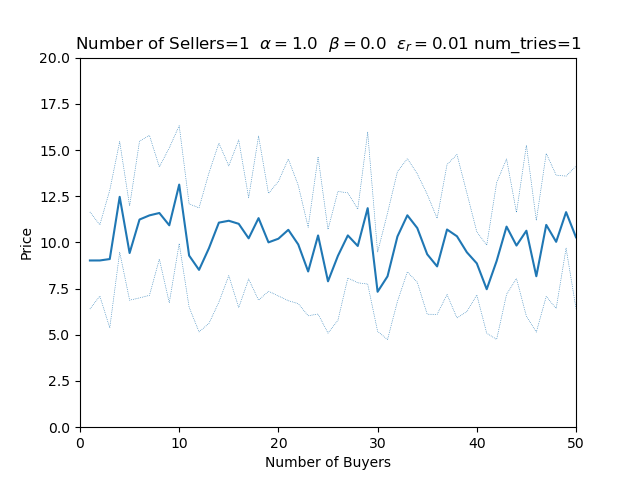 Number of Sellers=1 α = 1.0 β = 0.0 ε_r = 0.01 num_tries=1
20.0
17.5
15.0
12.5
10.0
7.5
5.0
2.5
0.0
Price
0 10 20 30 40 50
Number of Buyers